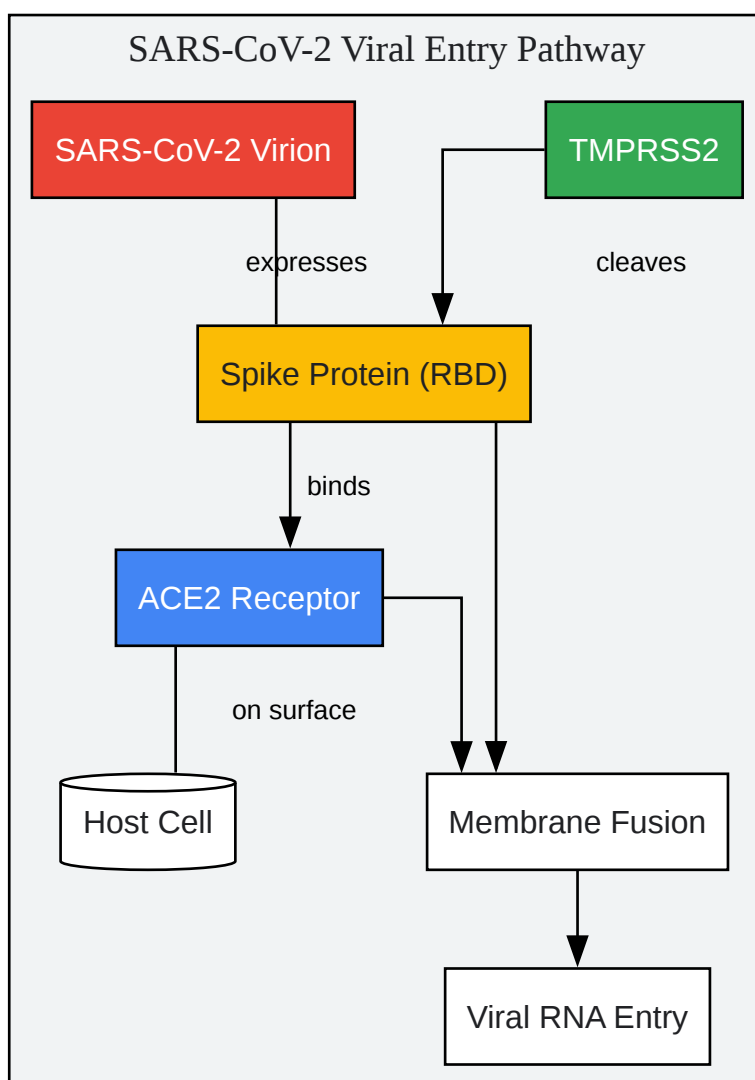 SARS-CoV-2 Viral Entry Pathway
SARS-CoV-2 Virion
TMPRSS2
expresses
cleaves
Spike Protein (RBD)
binds
ACE2 Receptor
on surface
Host Cell
Membrane Fusion
Viral RNA Entry